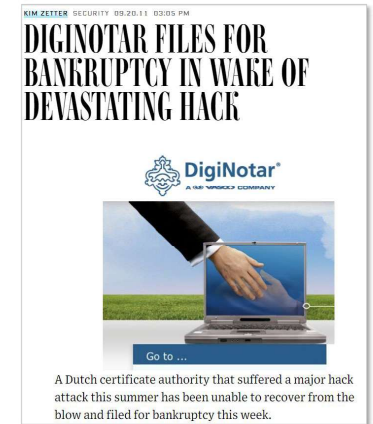 KIM ZETTER SECURITY 09.20.11 03:05 PM
DIGINOTAR FILES FOR
BANKRUPTCY IN WAKE OF
DEVASTATING HACK
DigiNotar®
A VASCO COMPANY
Go to ...
A Dutch certificate authority that suffered a major hack
attack this summer has been unable to recover from the
blow and filed for bankruptcy this week.